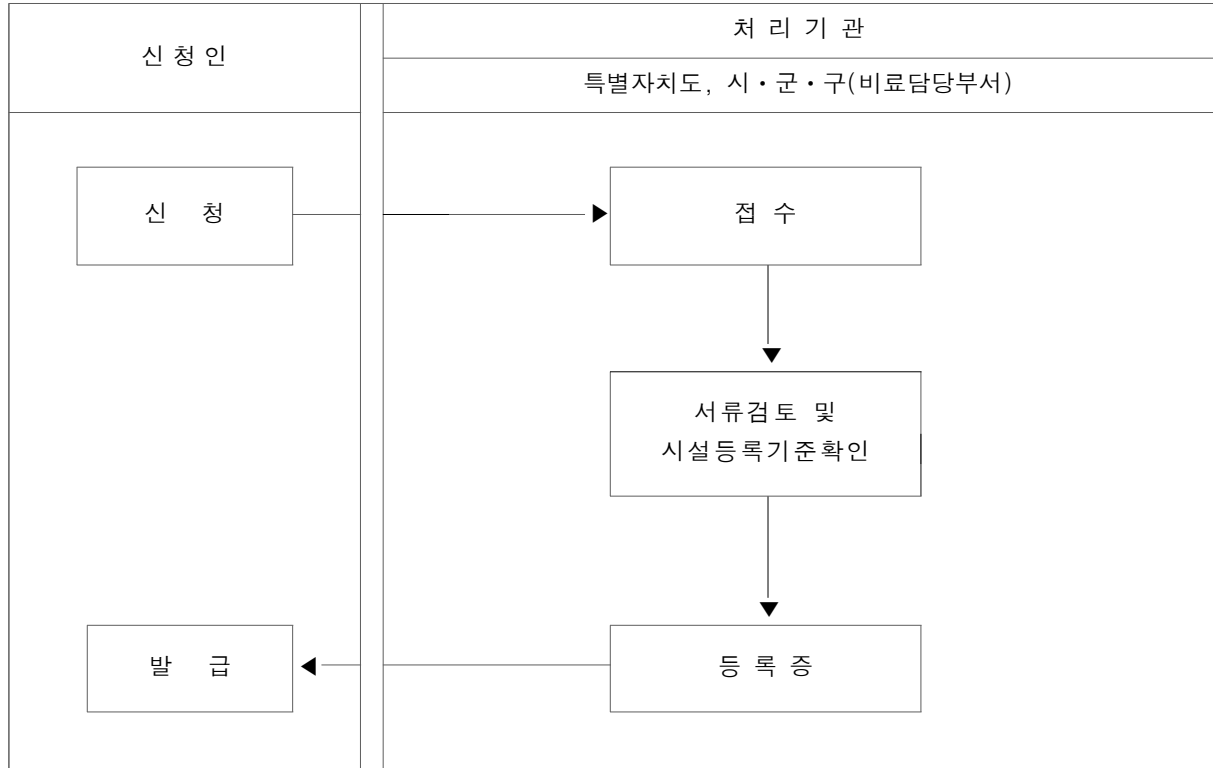 신청인
처리기관
특별자치도, 시·군·구(비료담당부서)
신 청
접 수
서류검토 및
시설등록기준확인
발 급
등록증